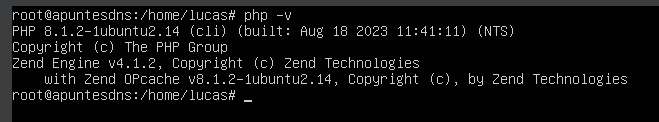 root@apuntesdns:/home/lucas# php -v
PHP 8.1.2-1ubuntu2.14 (cli) (built: Aug 18 2023 11:41:11) (NTS)
Copyright (c) The PHP Group
Zend Engine v4.1.2, Copyright (c) Zend Technologies
    with Zend OPcache v8.1.2-1ubuntu2.14, Copyright (c), by Zend Technologies
root@apuntesdns:/home/lucas# _